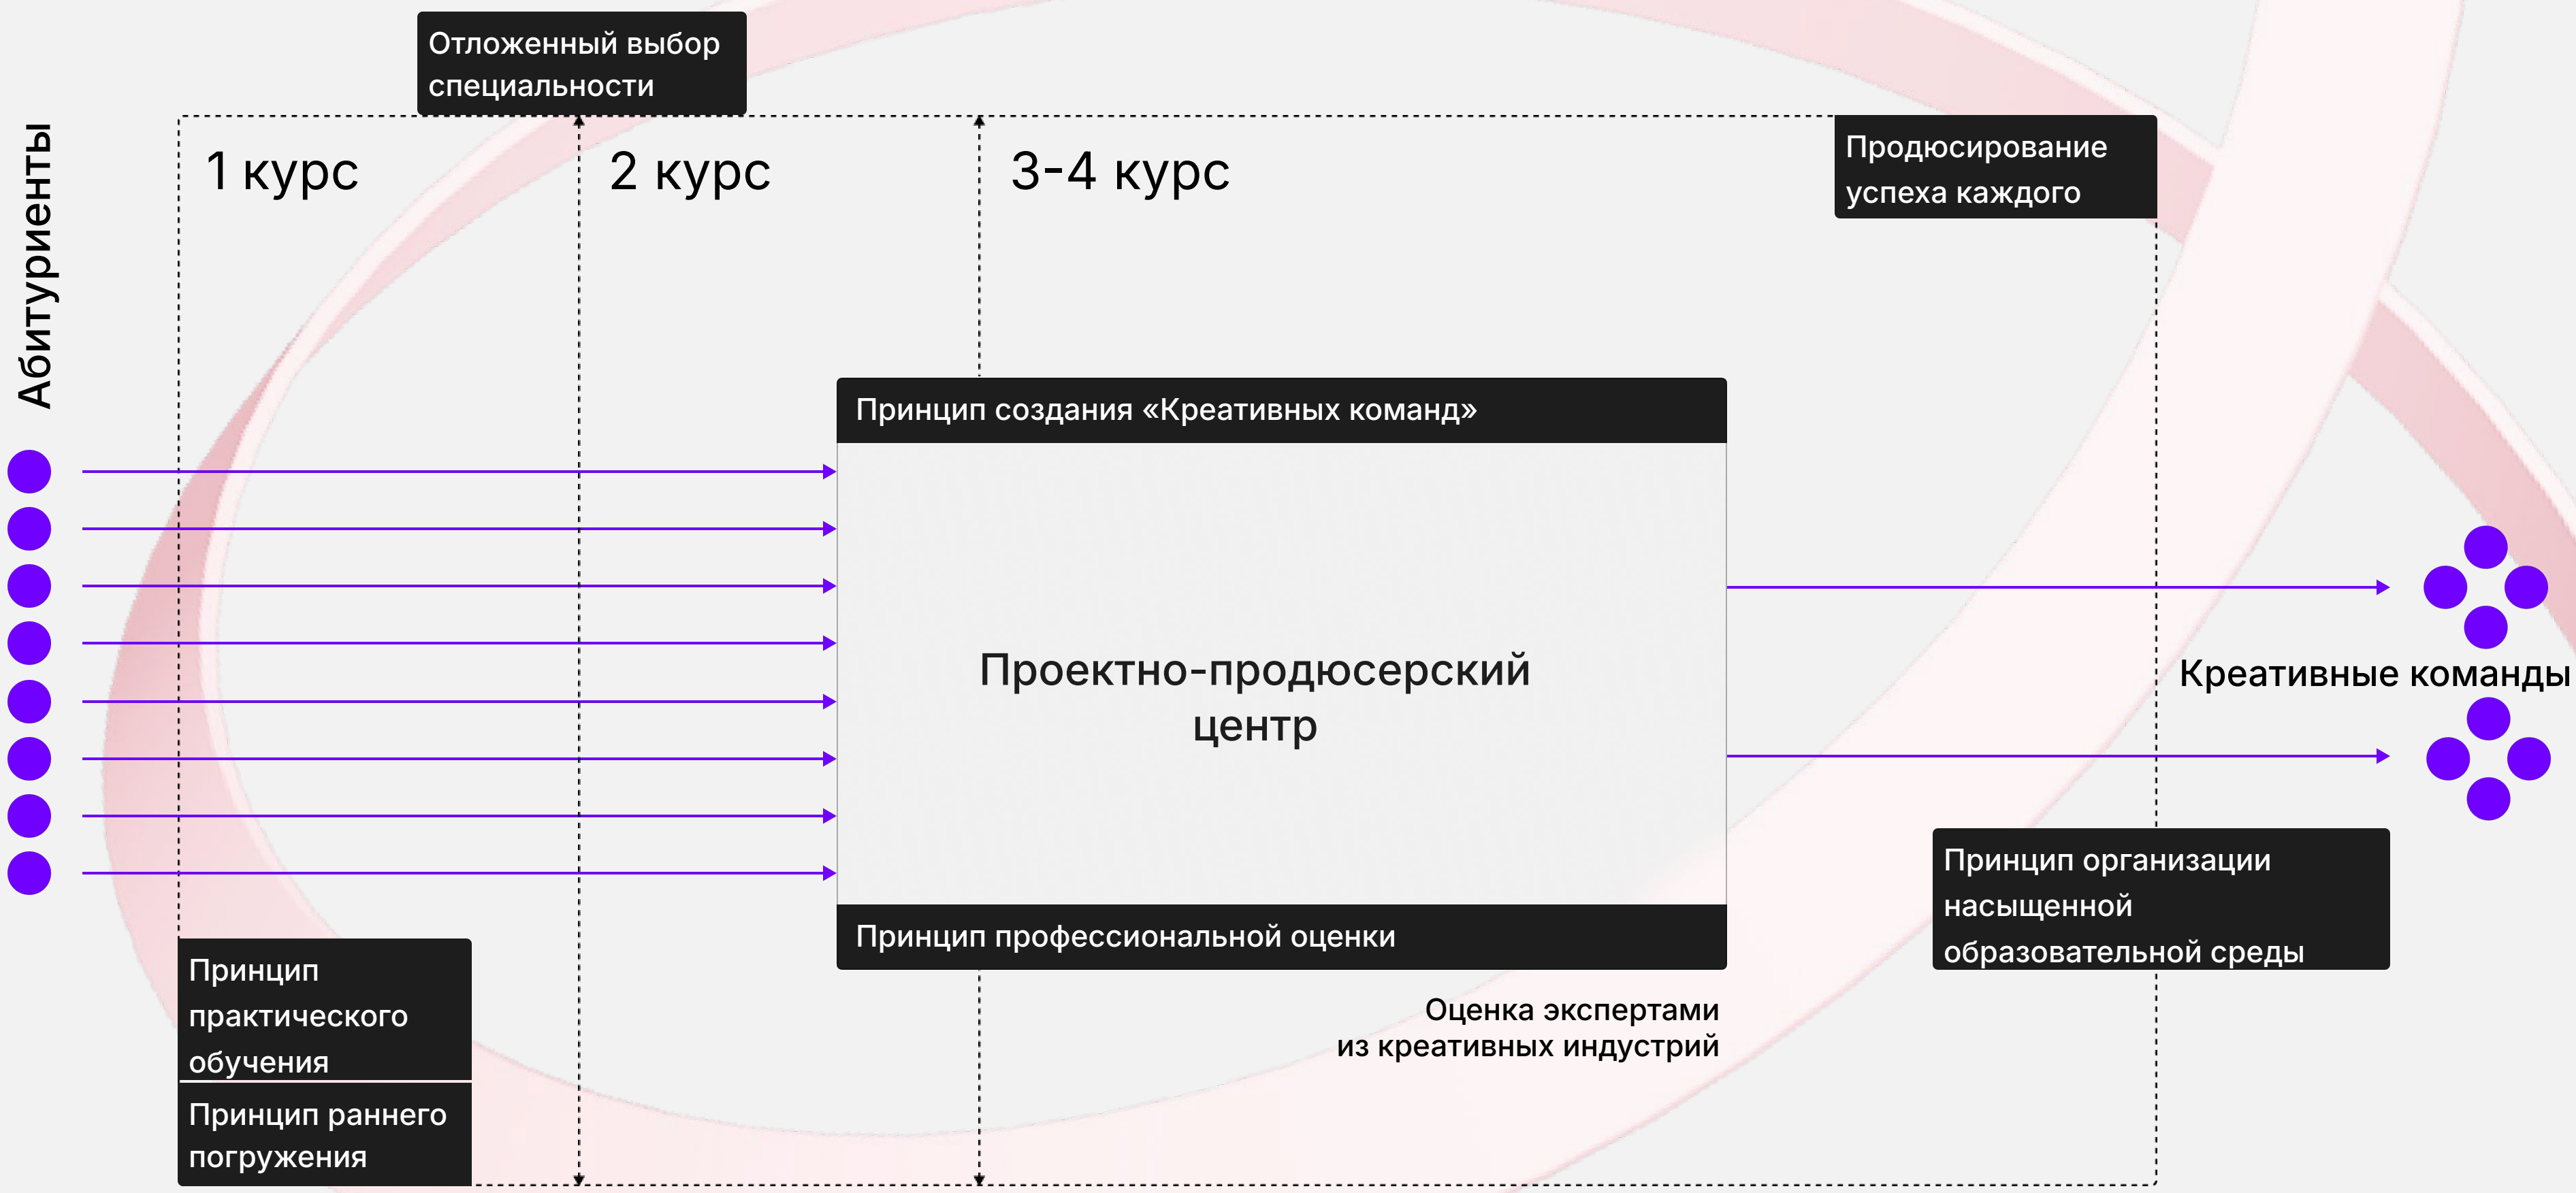 Отложенный выбор
специальности
Абитуриенты
1 курс
2 курс
3-4 курс
Продюсирование
успеха каждого
Принцип создания «Креативных команд»
Проектно-продюсерский
центр
Креативные команды
Принцип профессиональной оценки
Принцип организации
насыщенной
образовательной среды
Принцип
практического
обучения
Принцип раннего
погружения
Оценка экспертами
из креативных индустрий